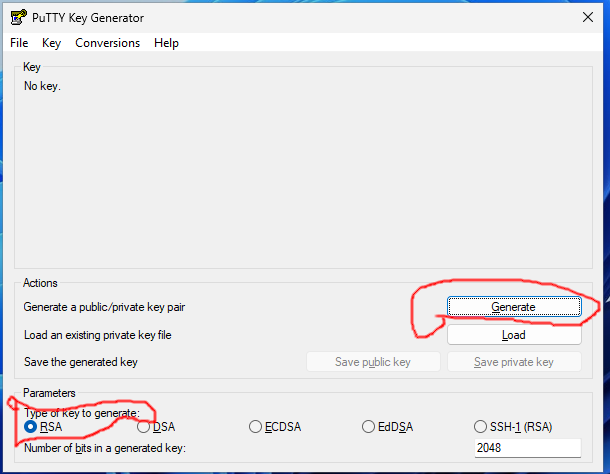 PuTTY Key Generator
File Key Conversions Help
Key
No key.
Actions
Generate a public/private key pair Generate
Load an existing private key file Load
Save the generated key Save public key Save private key
Parameters
Type of key to generate:
RSA DSA ECDSA EdDSA SSH-1 (RSA)
Number of bits in a generated key: 2048